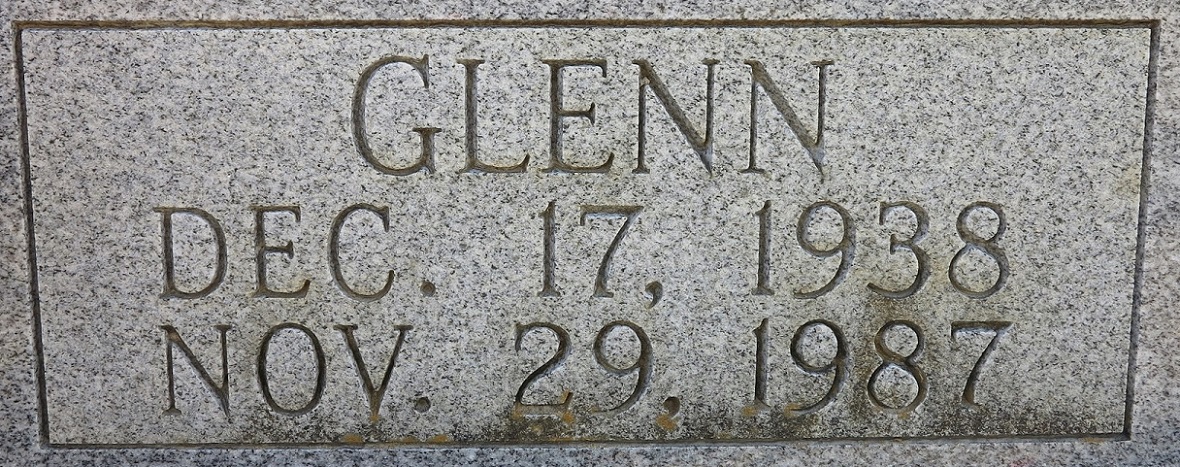 GLENN
DEC. 17, 1938
NOV. 29, 1987